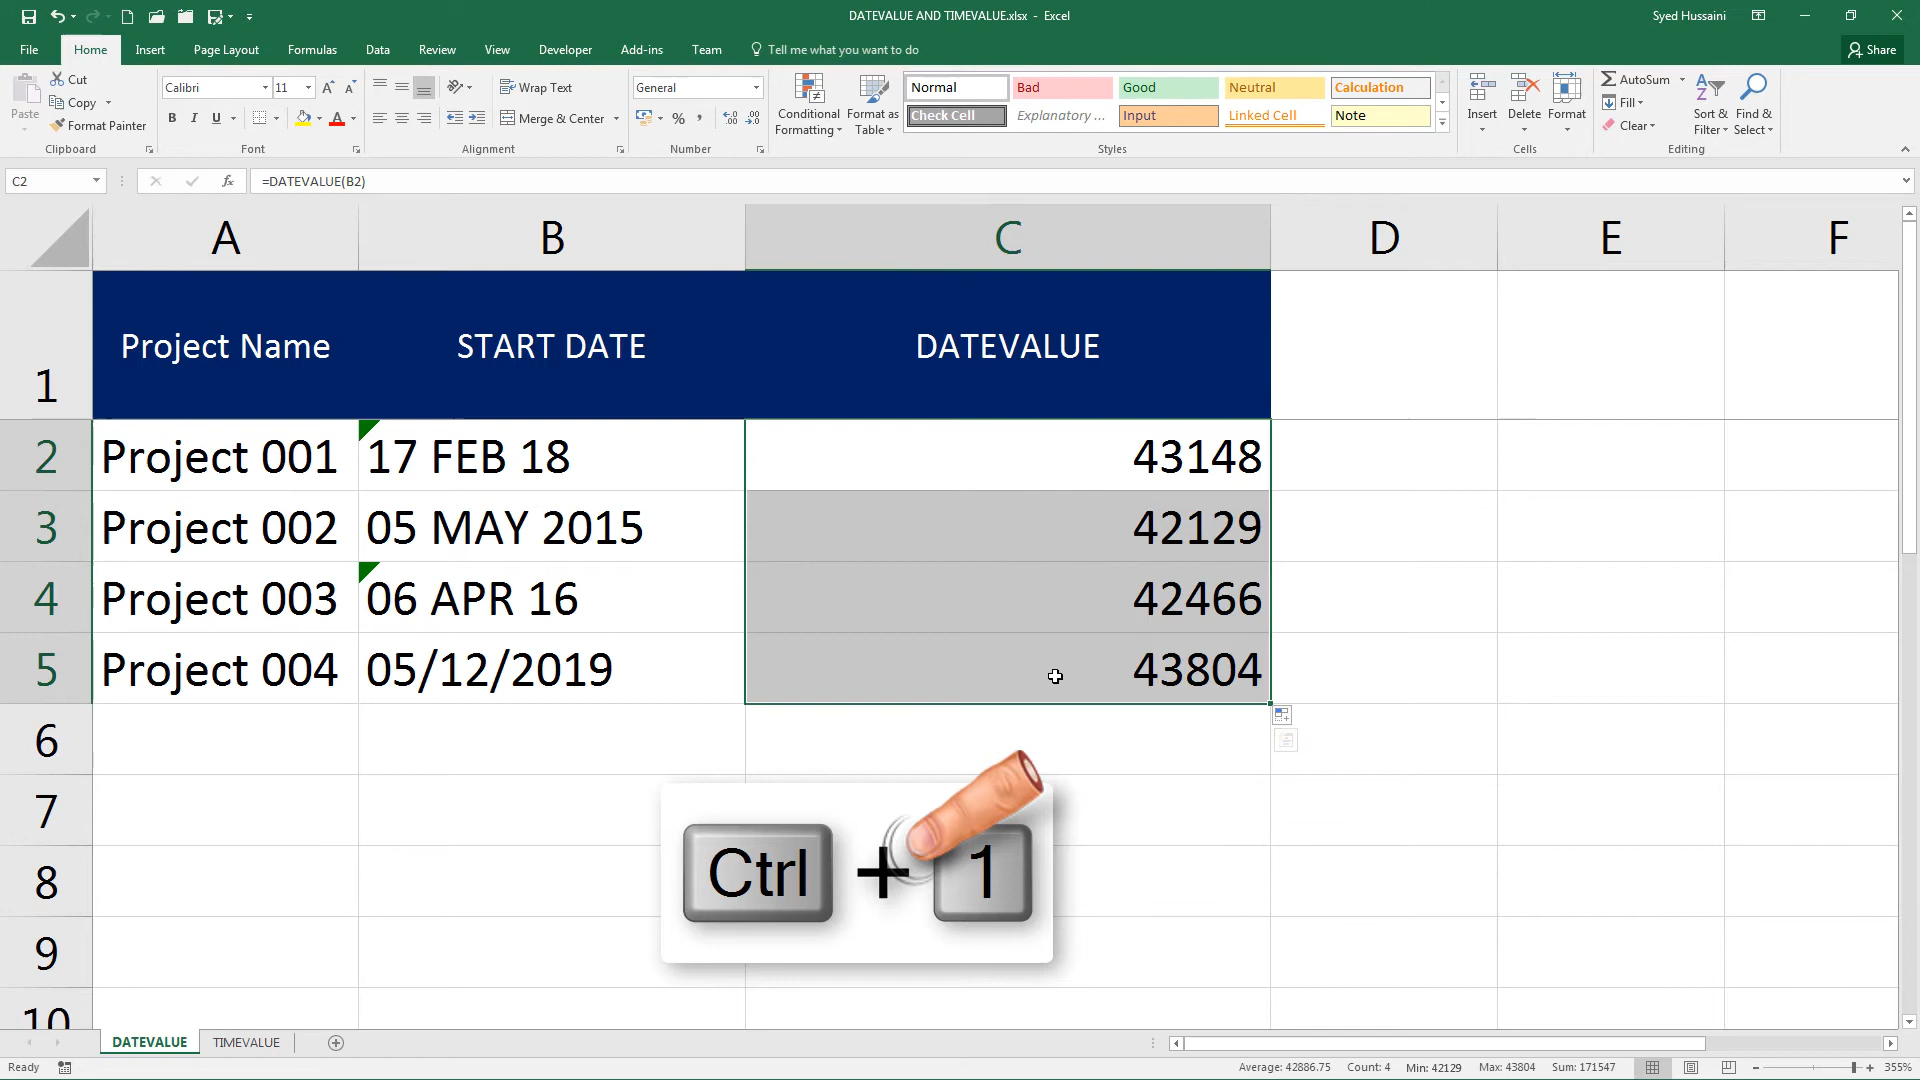 DATEVALUE AND TIMEVALUE.xlsx - Excel
Syed Hussaini
File Home Insert Page Layout Formulas Data Review View Developer Add-ins Team Tell me what you want to do Share
Paste
Cut
Copy
Format Painter
Clipboard
Calibri 11
B I U
Font
Wrap Text
Merge & Center
Alignment
General
Number
Conditional Formatting
Format as Table
Normal Bad Good Neutral Calculation
Check Cell Explanatory ... Input Linked Cell Note
Styles
Insert Delete Format
Cells
AutoSum
Fill
Clear
Sort & Filter
Find & Select
Editing
C2 fx =DATEVALUE(B2)
A B C D E F
1 Project Name START DATE DATEVALUE
2 Project 001 17 FEB 18 43148
3 Project 002 05 MAY 2015 42129
4 Project 003 06 APR 16 42466
5 Project 004 05/12/2019 43804
6
7
8
Ctrl + 1
9
10
DATEVALUE TIMEVALUE
Ready Average: 42886.75 Count: 4 Min: 42129 Max: 43804 Sum: 171547 355%